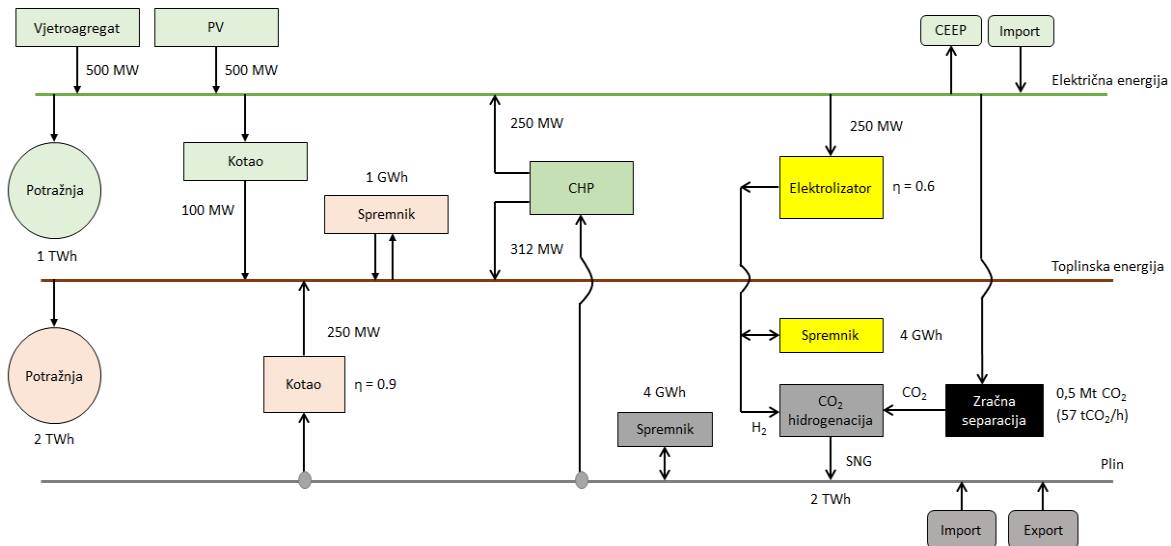 Vjetroagregat
PV
CEEP
Import
500 MW
500 MW
Električna energija
250 MW
250 MW
Potražnja
Kotao
1 GWh
CHP
Elektrolizator
η = 0.6
100 MW
Spremnik
1 TWh
312 MW
Toplinska energija
250 MW
Spremnik
4 GWh
Potražnja
Kotao
η = 0.9
4 GWh
CO₂
hidrogenacija
CO₂
Zračna
separacija
0,5 Mt CO₂
(57 tCO₂/h)
2 TWh
Spremnik
H₂
SNG
Plin
2 TWh
Import
Export